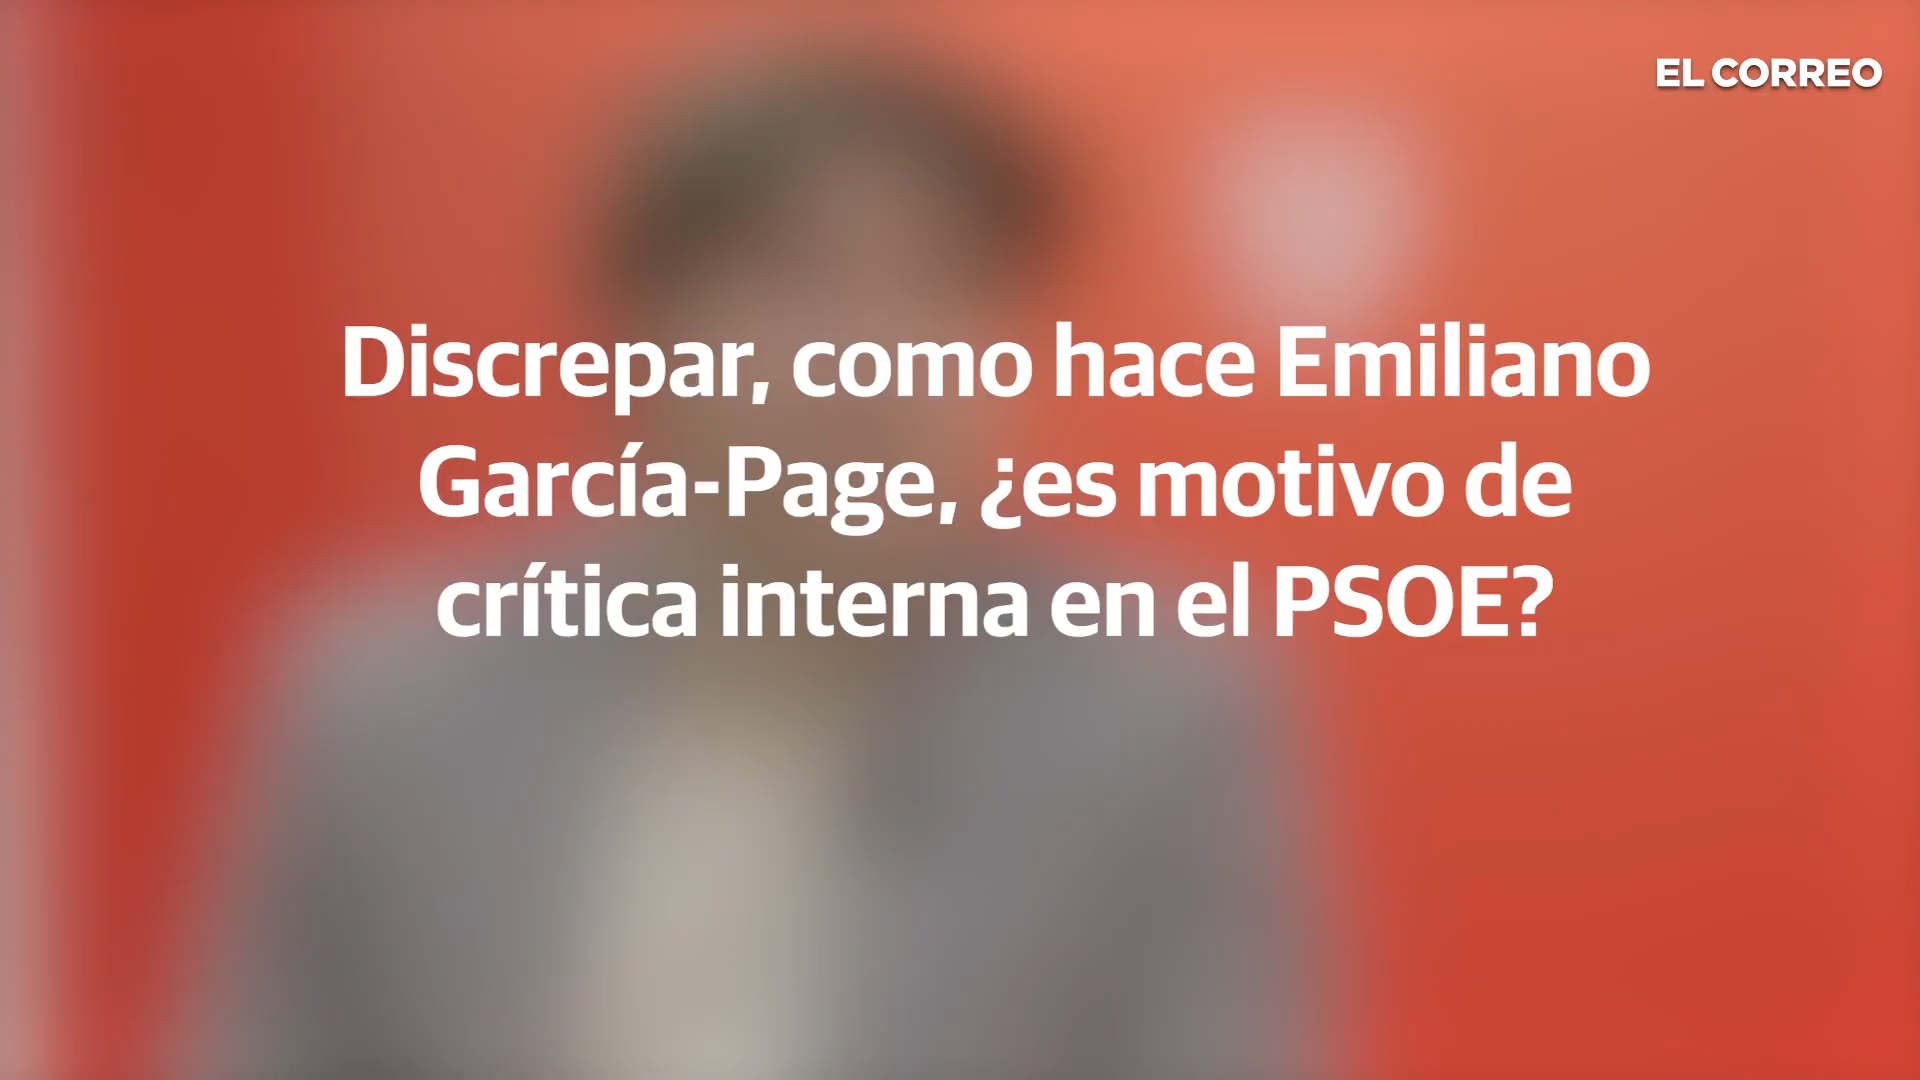 EL CORREO
Discrepar, como hace Emiliano
García-Page, ¿es motivo de
crítica interna en el PSOE?